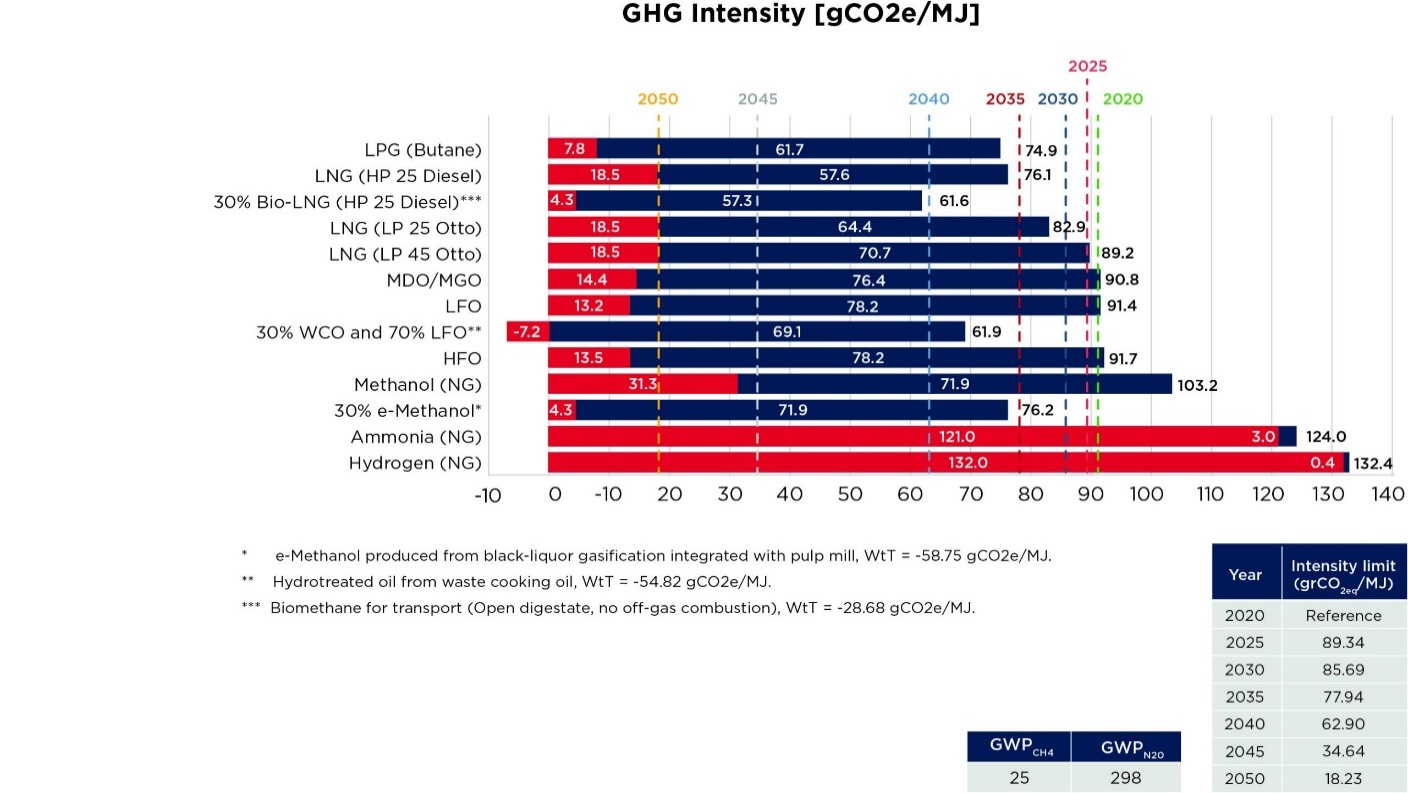 GHG Intensity [gCO2e/MJ]
2025
2050 2045 2040 2035 2030 2020
LPG (Butane) 7.8 61.7 74.9
LNG (HP 25 Diesel) 18.5 57.6 76.1
30% Bio-LNG (HP 25 Diesel)*** 4.3 57.3 61.6
LNG (LP 25 Otto) 18.5 64.4 82.9
LNG (LP 45 Otto) 18.5 70.7 89.2
MDO/MGO 14.4 76.4 90.8
LFO 13.2 78.2 91.4
30% WCO and 70% LFO** -7.2 69.1 61.9
HFO 13.5 78.2 91.7
Methanol (NG) 31.3 71.9 103.2
30% e-Methanol* 4.3 71.9 76.2
Ammonia (NG) 121.0 3.0 124.0
Hydrogen (NG) 132.0 0.4 132.4
-10 0 -10 20 30 40 50 60 70 80 90 100 110 120 130 140
* e-Methanol produced from black-liquor gasification integrated with pulp mill, WtT = -58.75 gCO2e/MJ.
** Hydrotreated oil from waste cooking oil, WtT = -54.82 gCO2e/MJ.
*** Biomethane for transport (Open digestate, no off-gas combustion), WtT = -28.68 gCO2e/MJ.
Year Intensity limit (grCO2eq/MJ)
2020 Reference
2025 89.34
2030 85.69
2035 77.94
2040 62.90
2045 34.64
2050 18.23
GWPCH4 GWPN20
25 298